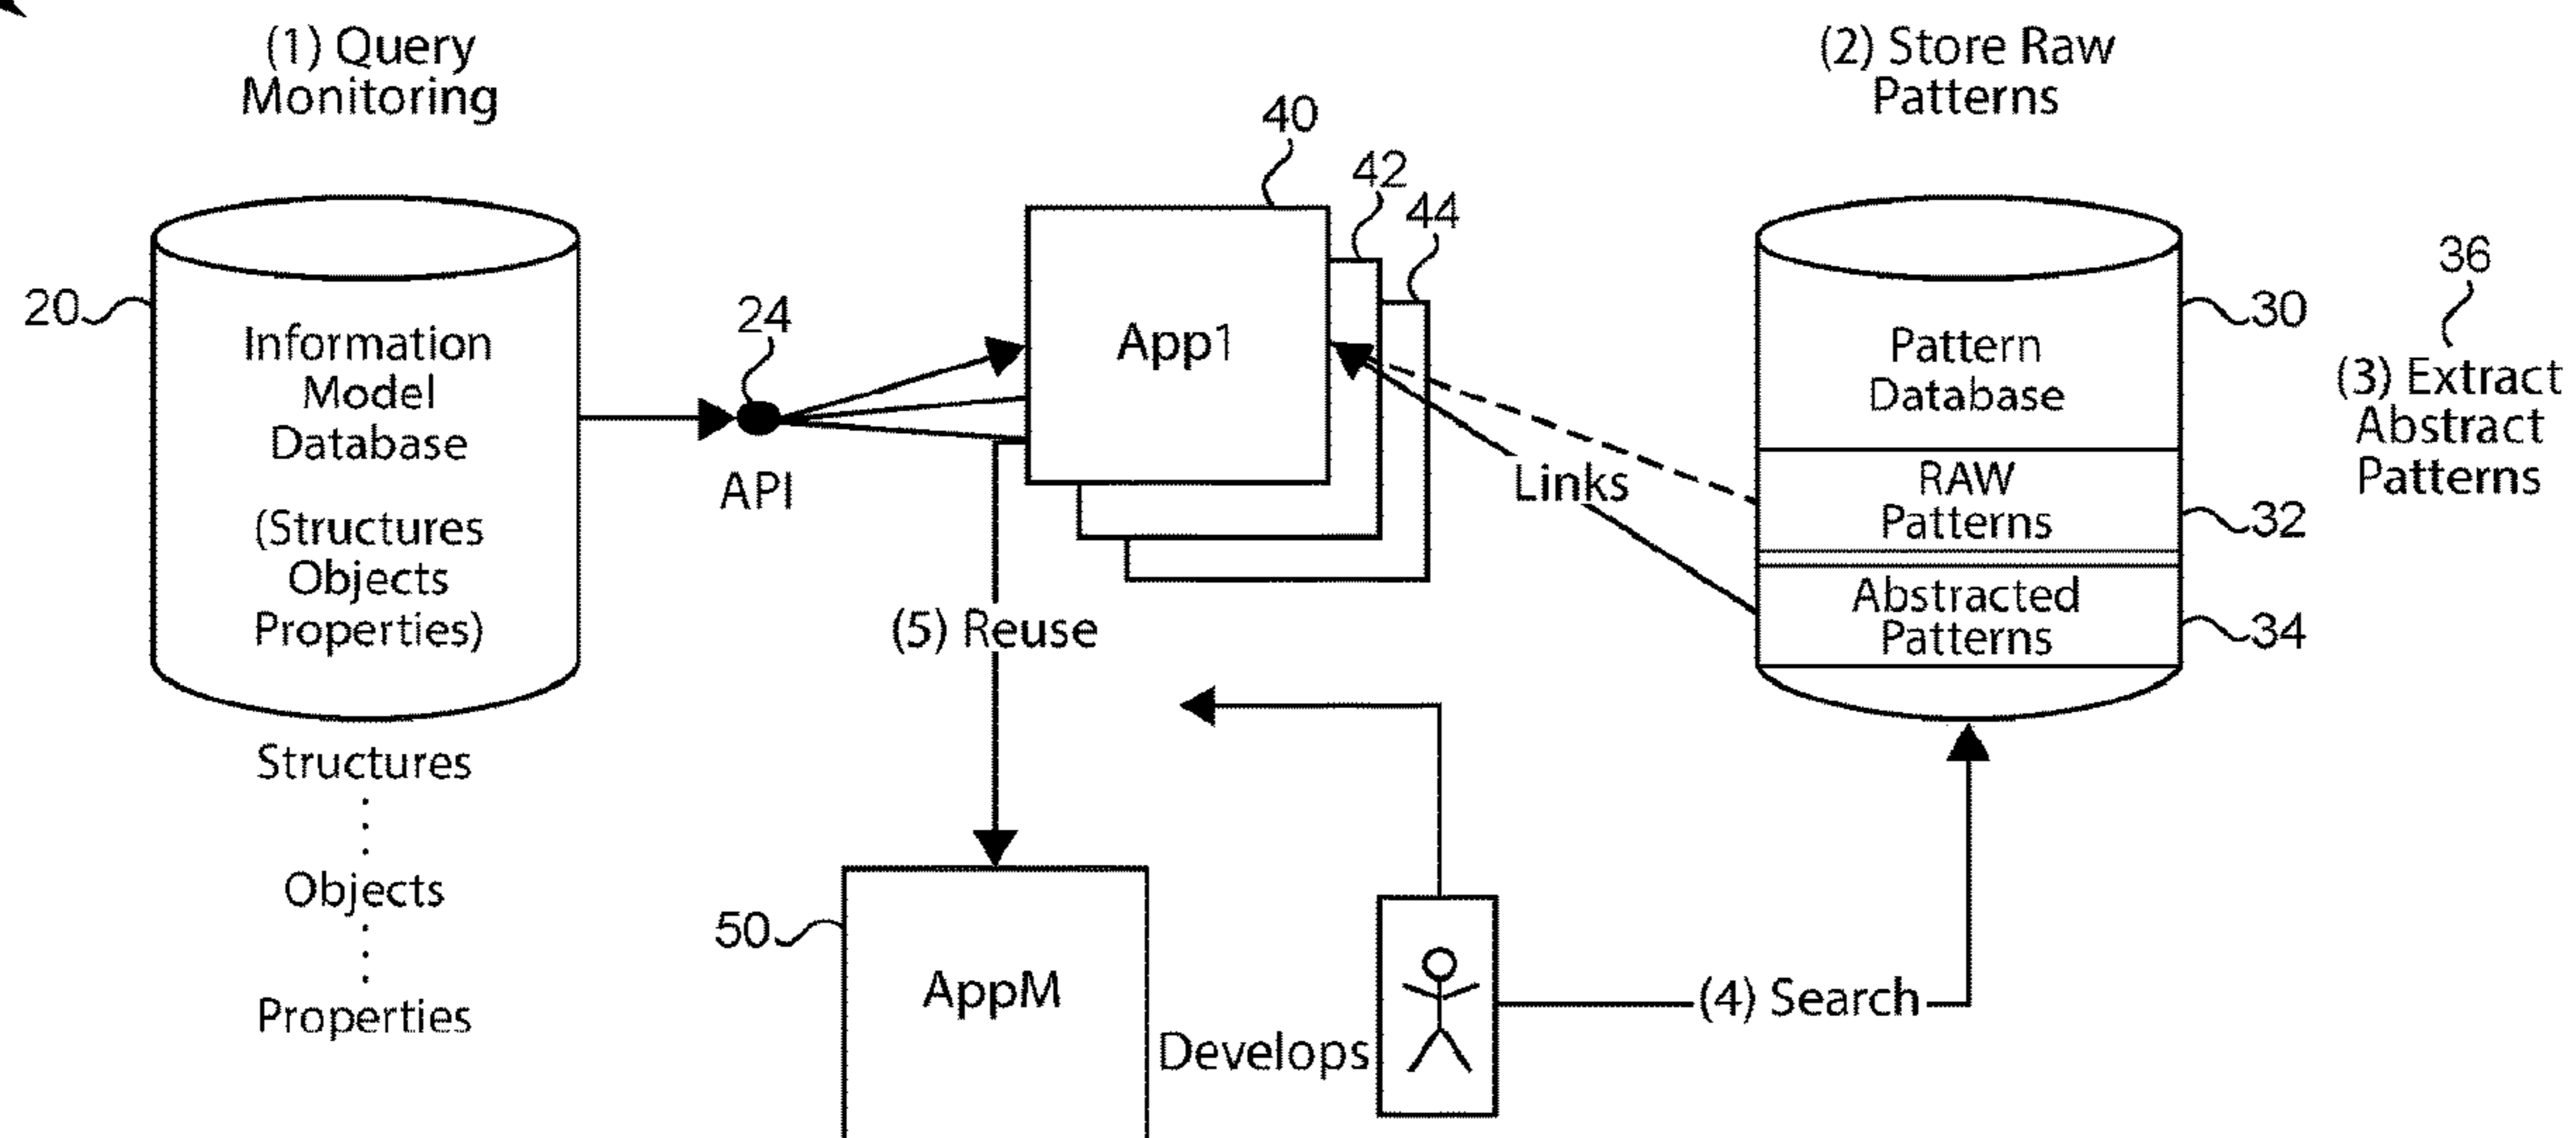 (1) Query
Monitoring
(2) Store Raw
Patterns
40
42
44
36
20
24
30
Information
Model
Database
(Structures
Objects
Properties)
API
App1
Pattern
Database
(3) Extract
Abstract
Patterns
RAW
Patterns
32
Links
Abstracted
Patterns
34
(5) Reuse
Structures
Objects
Properties
50
AppM
Develops
(4) Search